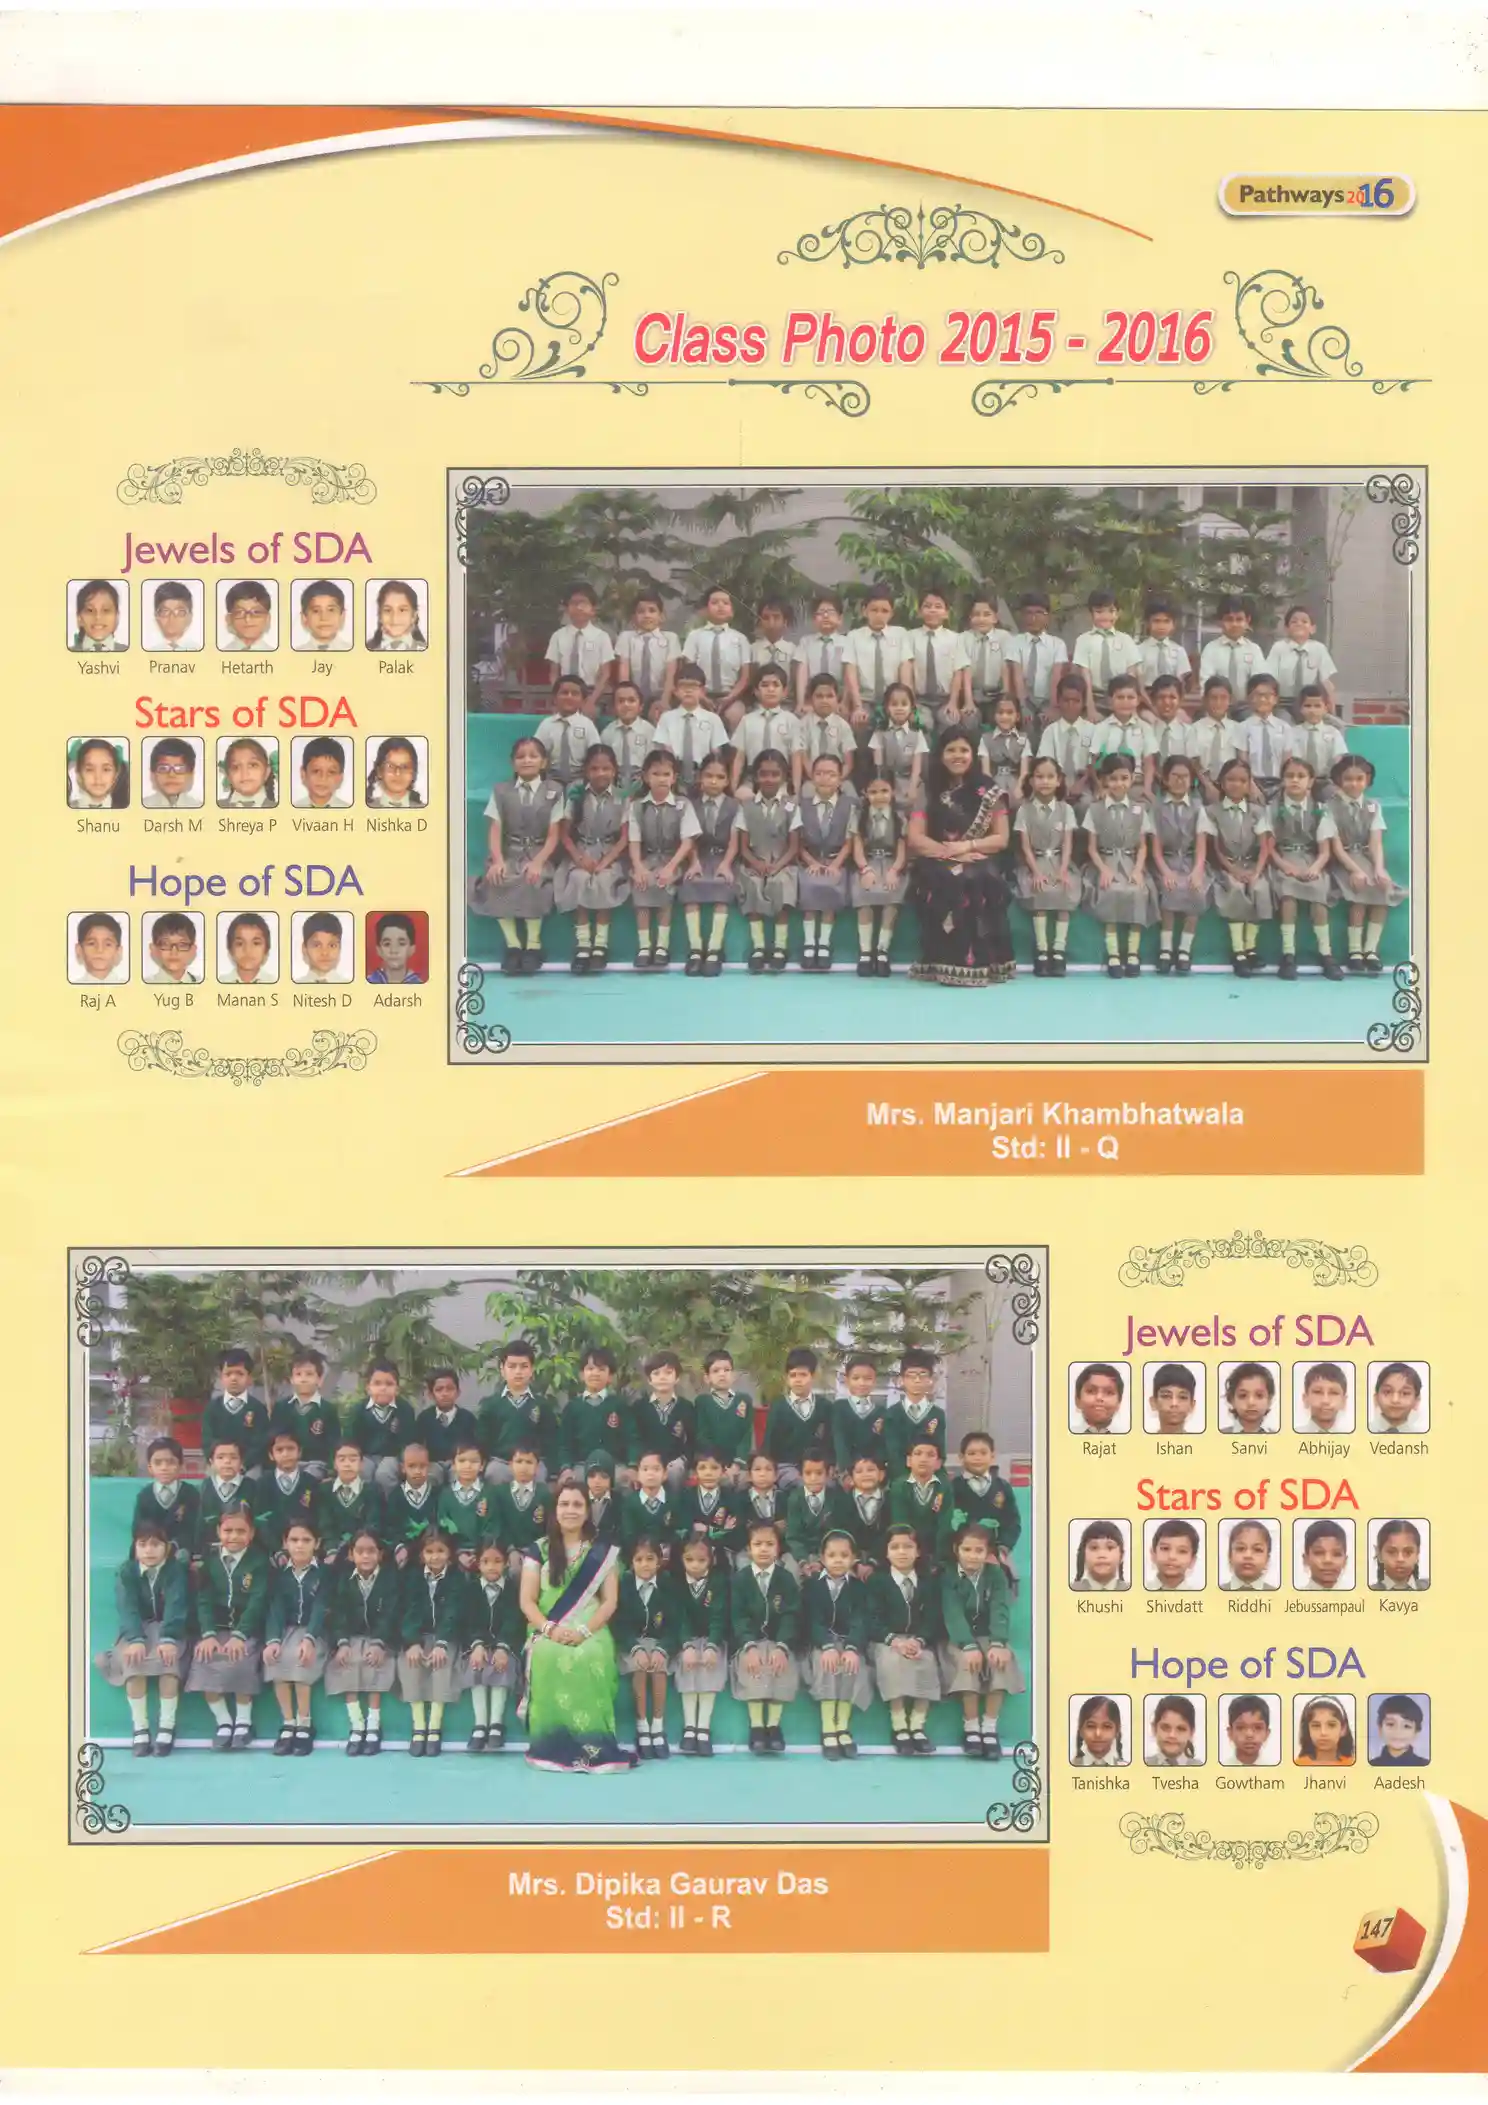 Pathways 2016
Class Photo 2015 - 2016
Jewels of SDA
Yashvi Pranav Hetarth Jay Palak
Stars of SDA
Shanu Darsh M Shreya P Vivaan H Nishka D
Hope of SDA
Raj A Yug B Manan S Nitesh D Adarsh
Mrs. Manjari Khambhatwala
Std: II - Q
Jewels of SDA
Rajat Ishan Sanvi Abhijay Vedansh
Stars of SDA
Khushi Shivdatt Riddhi Jebussampaul Kavya
Hope of SDA
Tanishka Tvesha Gowtham Jhanvi Aadesh
Mrs. Dipika Gaurav Das
Std: II - R
147